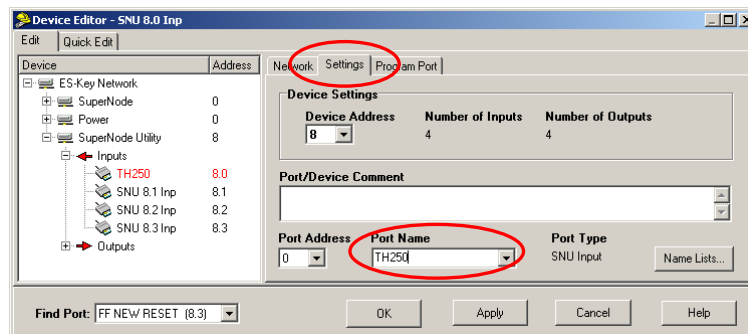 Device Editor - SNU 8.0 Inp
Edit Quick Edit
Device Address
ES-Key Network
SuperNode 0
Power 0
SuperNode Utility 8
Inputs
TH250 8.0
SNU 8.1 Inp 8.1
SNU 8.2 Inp 8.2
SNU 8.3 Inp 8.3
Outputs
Network Settings Program Port
Device Settings
Device Address Number of Inputs Number of Outputs
8 4 4
Port/Device Comment
Port Address Port Name Port Type
0 TH250 SNU Input Name Lists...
Find Port: FF NEW RESET (8.3) OK Apply Cancel Help